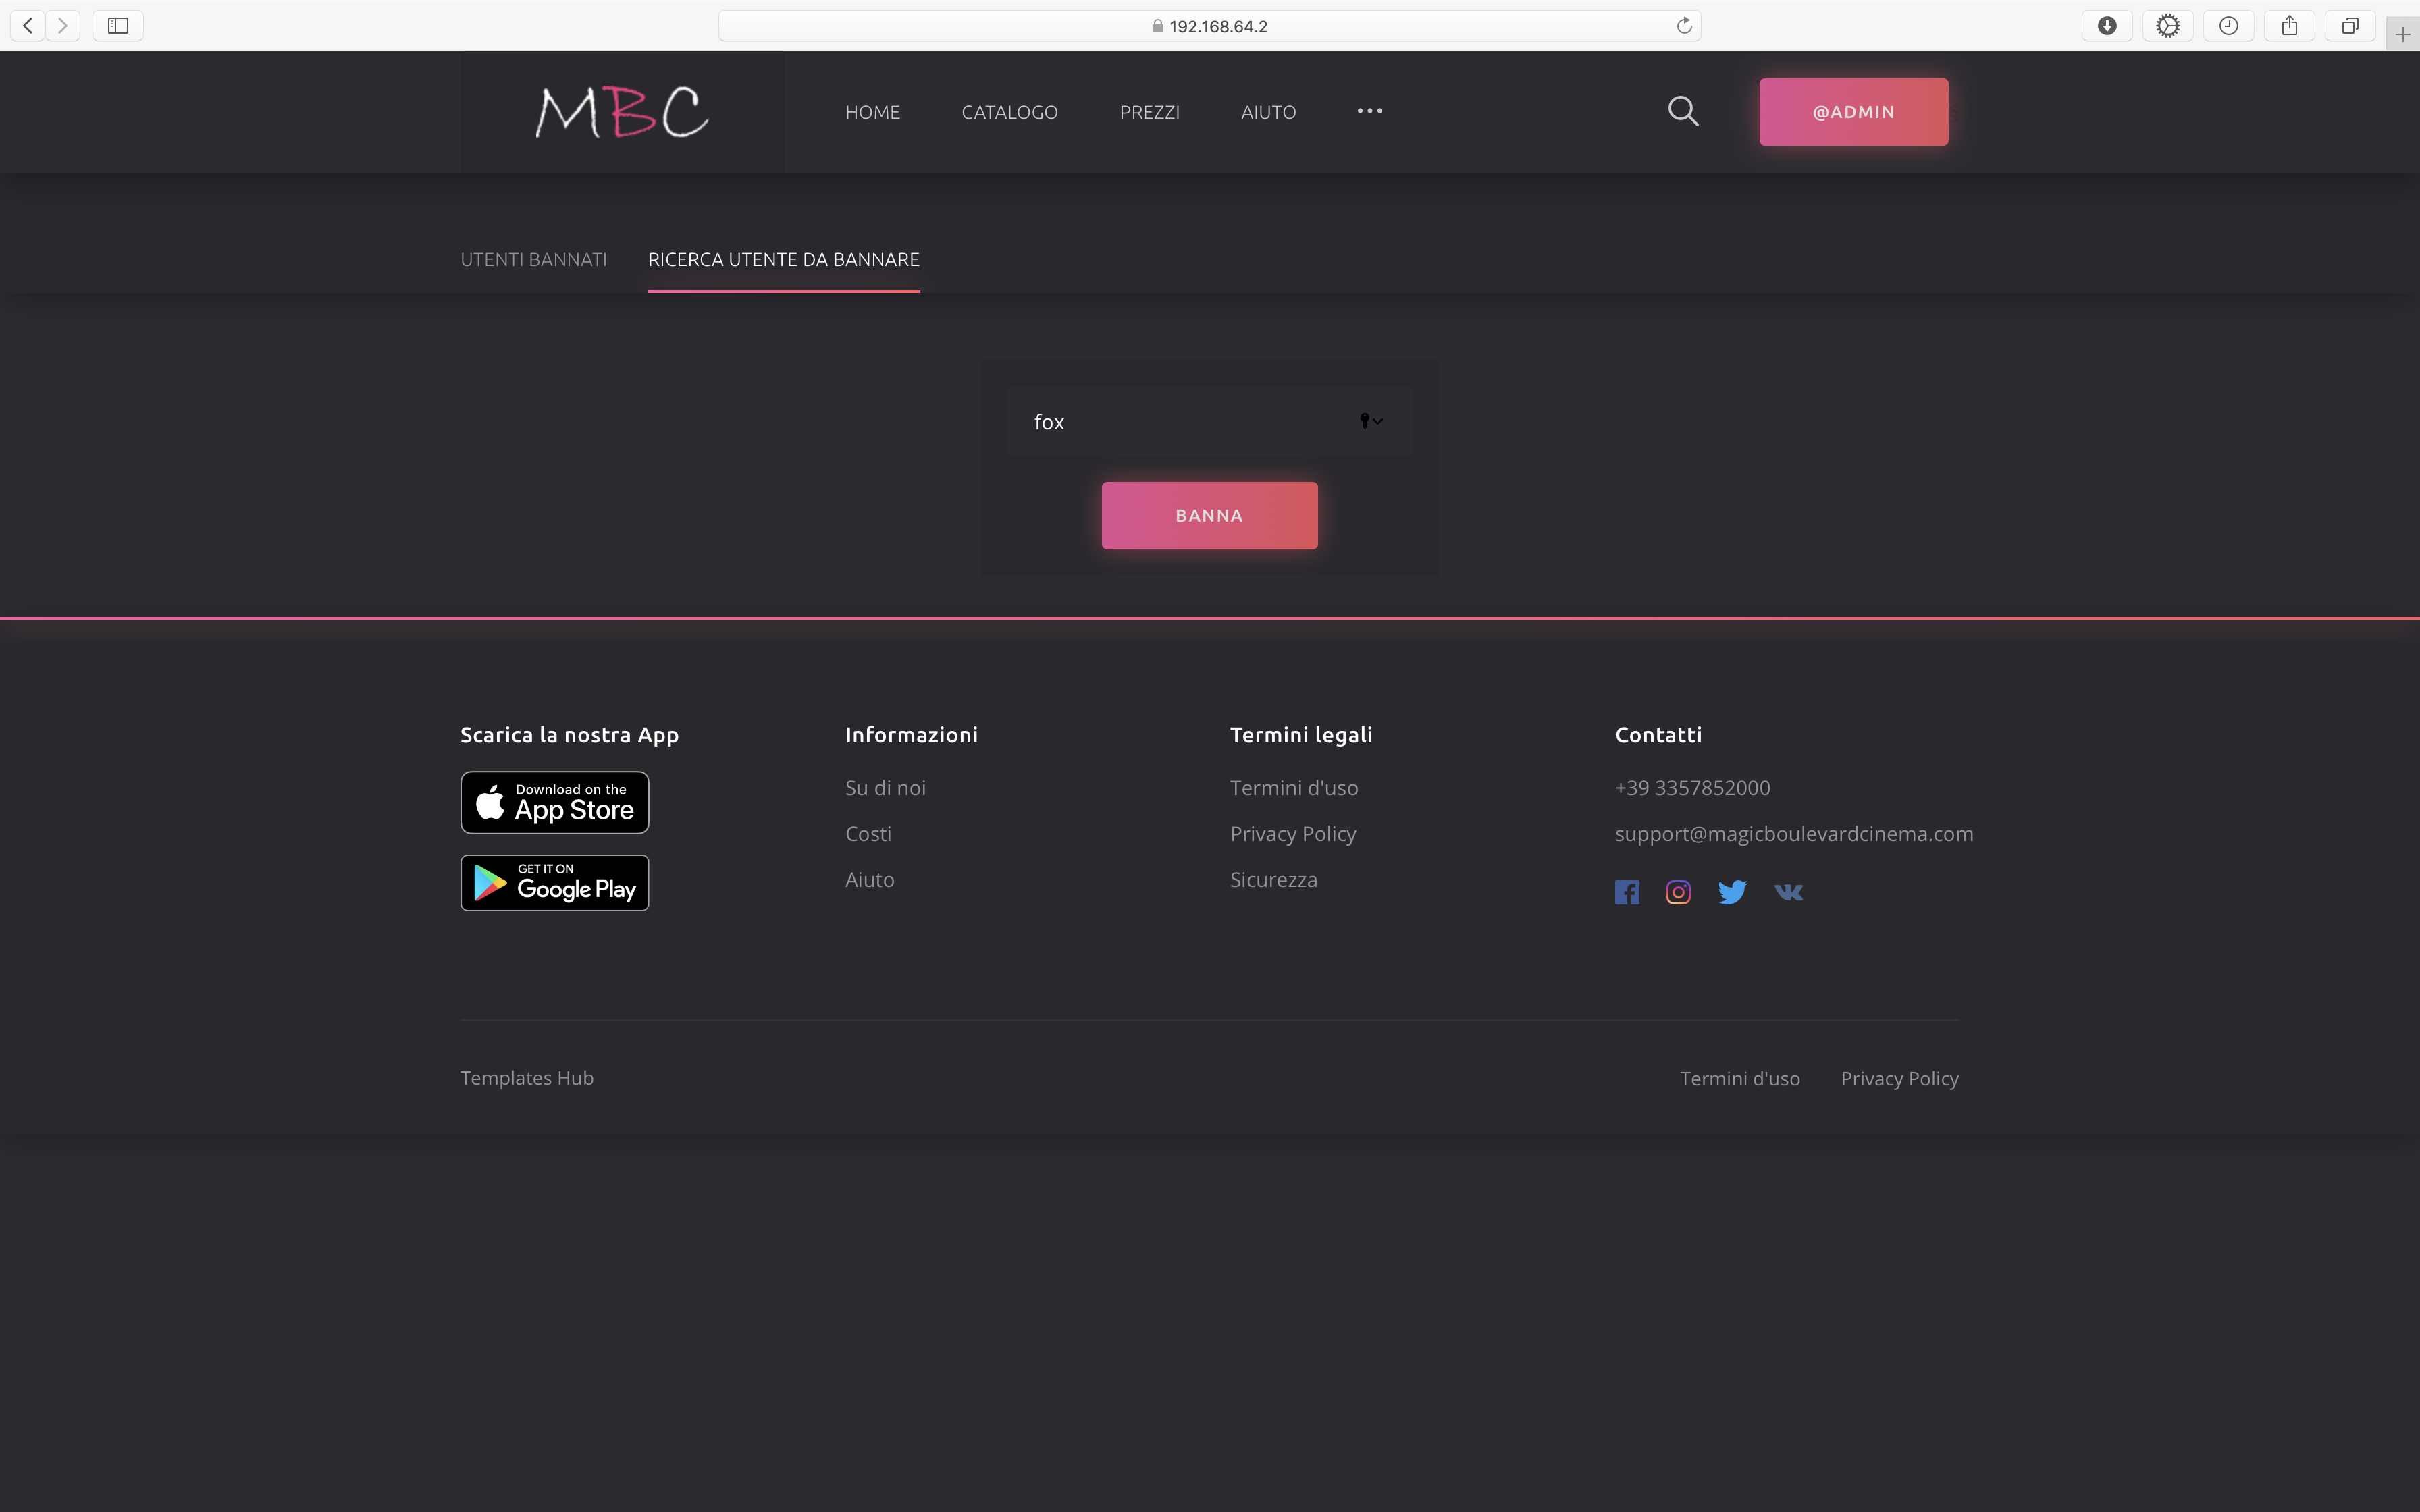 192.168.64.2
MBC
HOME
CATALOGO
PREZZI
AIUTO
@ADMIN
UTENTI BANNATI
RICERCA UTENTE DA BANNARE
fox
BANNA
Scarica la nostra App
Download on the
App Store
GET IT ON
Google Play
Informazioni
Su di noi
Costi
Aiuto
Termini legali
Termini d'uso
Privacy Policy
Sicurezza
Contatti
+39 3357852000
support@magicboulevardcinema.com
Templates Hub
Termini d'uso
Privacy Policy